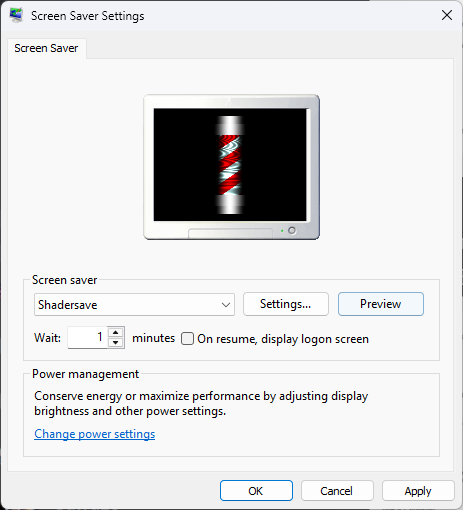 Screen Saver Settings
Screen Saver
Screen saver
Shadersave
Settings...
Preview
Wait:
1
minutes
On resume, display logon screen
Power management
Conserve energy or maximize performance by adjusting display
brightness and other power settings.
Change power settings
OK
Cancel
Apply